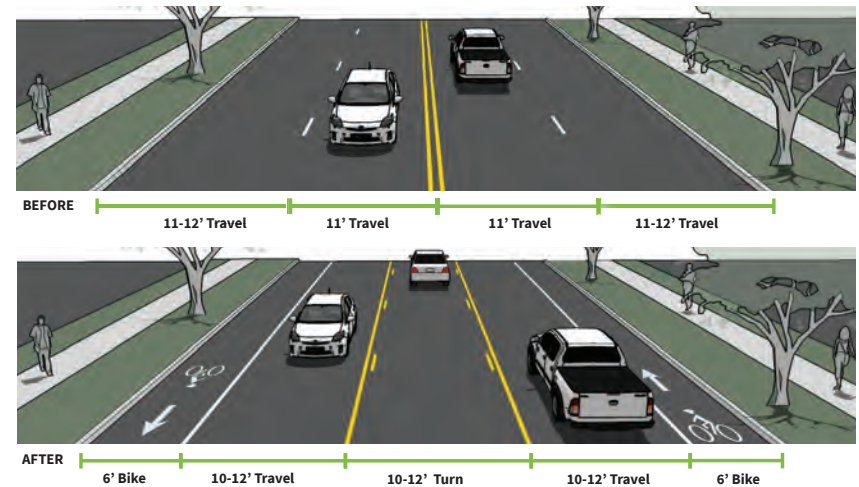 BEFORE
11-12’ Travel
11’ Travel
11’ Travel
11-12’ Travel
AFTER
6’ Bike
10-12’ Travel
10-12’ Turn
10-12’ Travel
6’ Bike